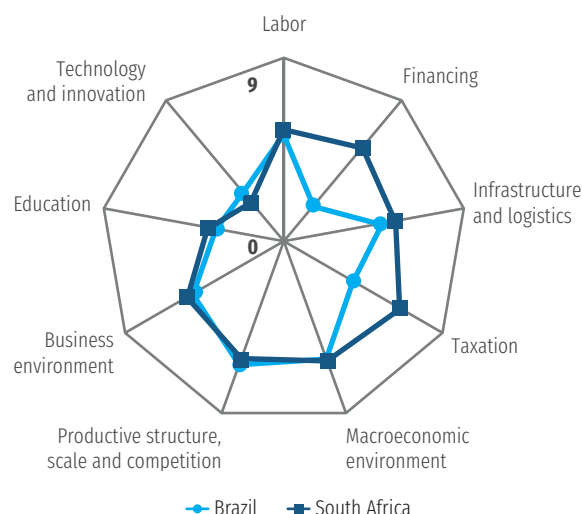 Labor
9
Technology
and innovation
Financing
Education
Infrastructure
and logistics
0
Business
environment
Taxation
Productive structure,
scale and competition
Macroeconomic
environment
Brazil
South Africa